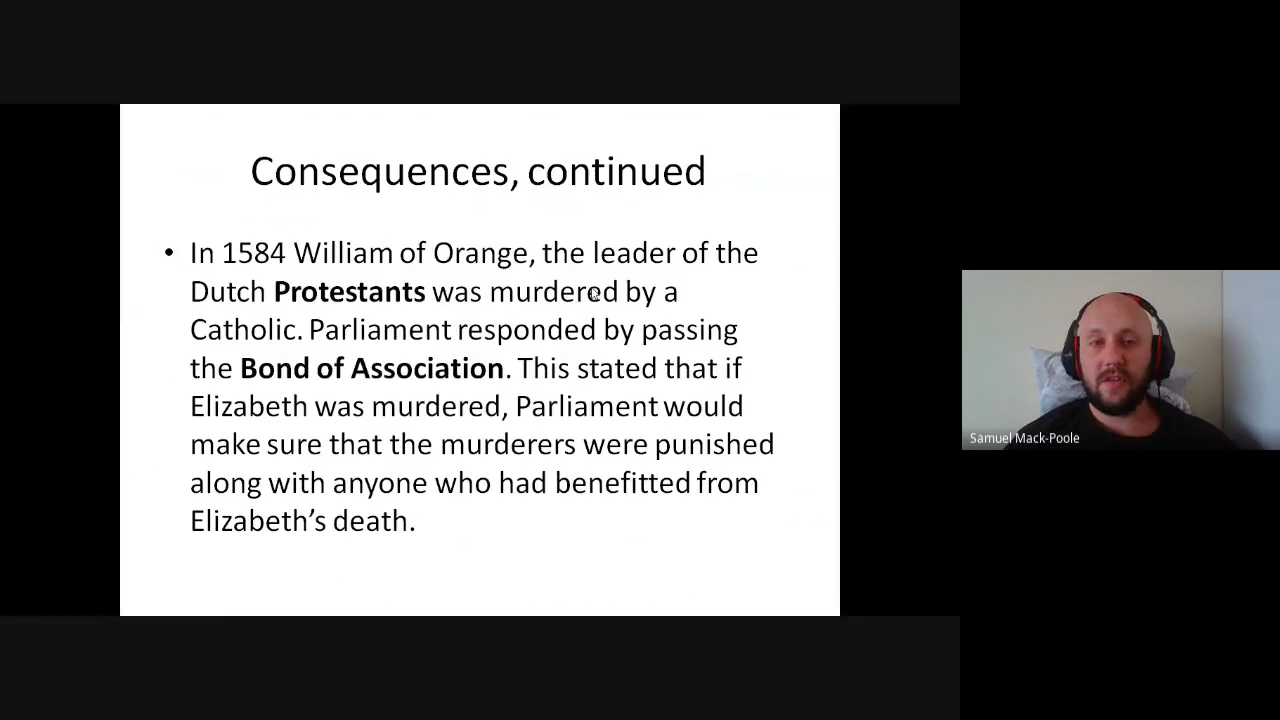 Consequences, continued
• In 1584 William of Orange, the leader of the
Dutch Protestants was murdered by a
Catholic. Parliament responded by passing
the Bond of Association. This stated that if
Elizabeth was murdered, Parliament would
make sure that the murderers were punished
along with anyone who had benefitted from
Elizabeth’s death.
Samuel Mack-Poole